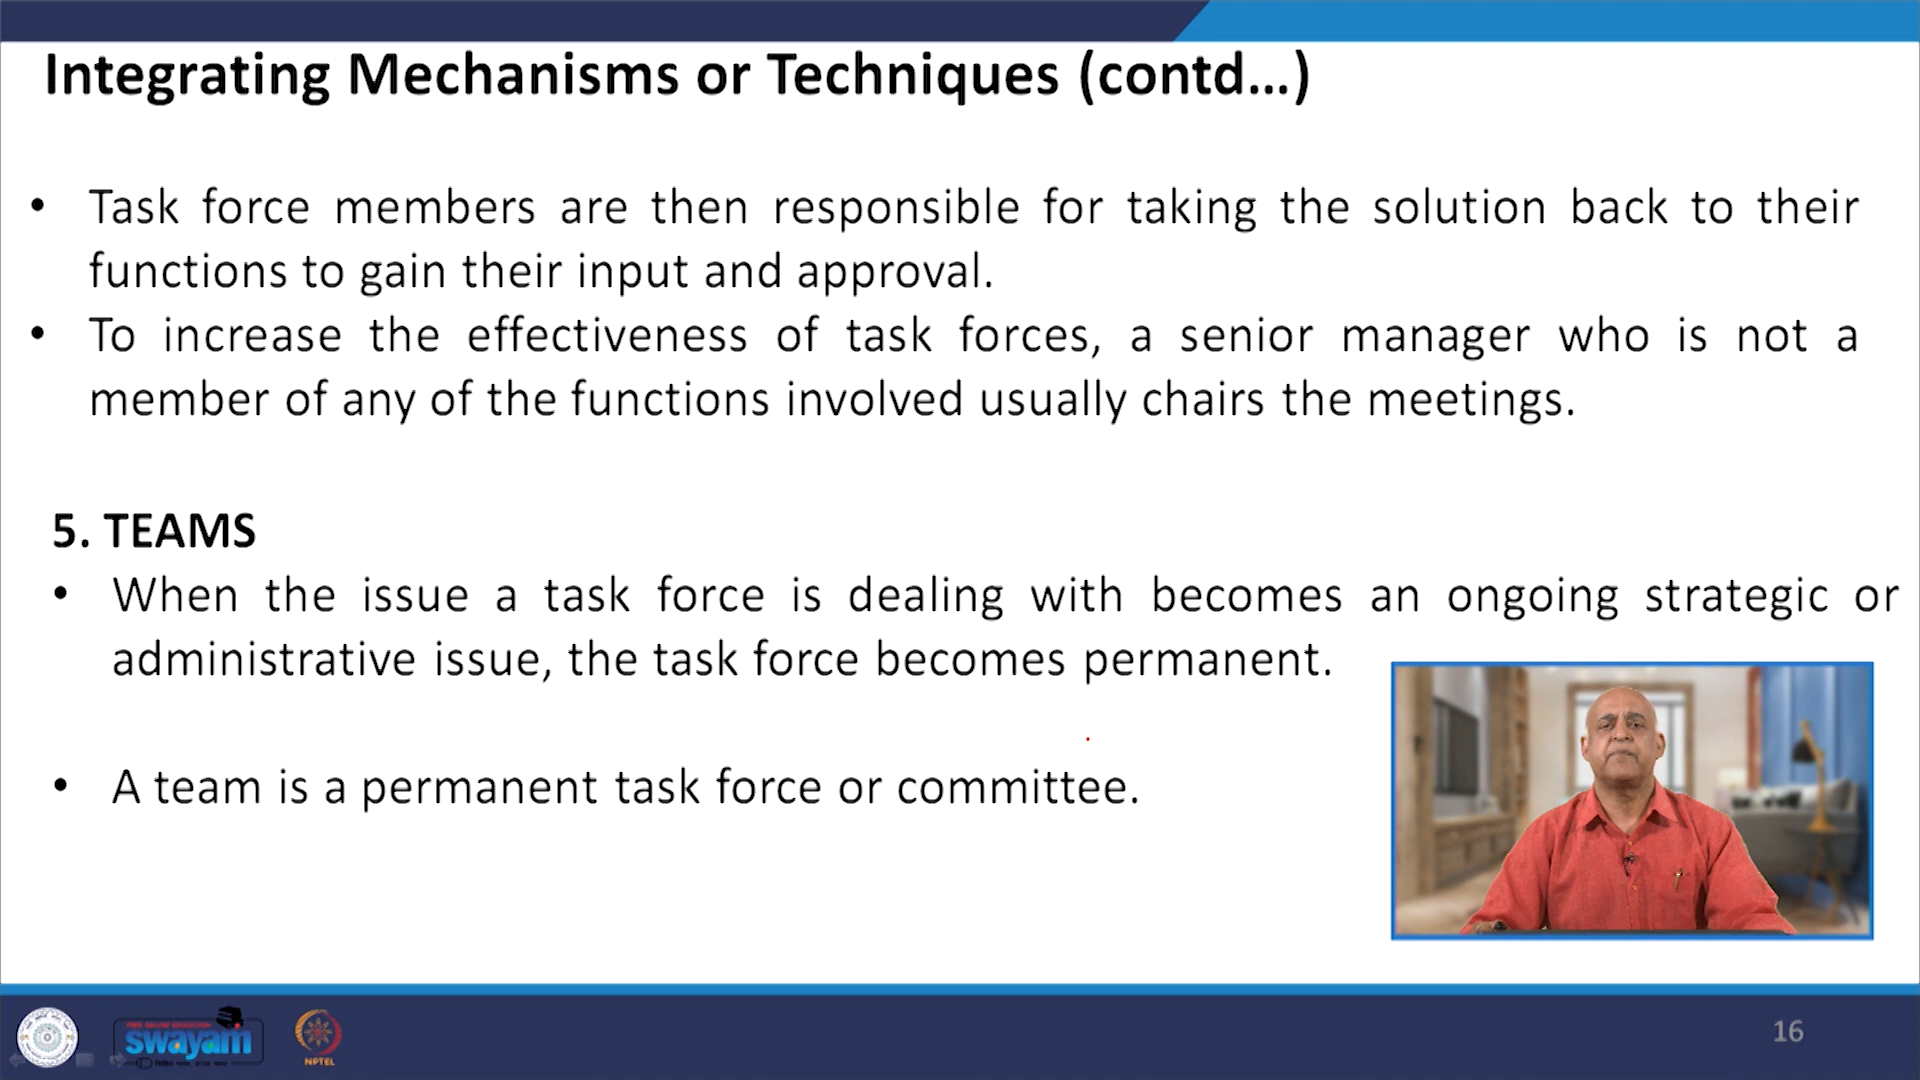 Integrating Mechanisms or Techniques (contd…)
• Task force members are then responsible for taking the solution back to their
functions to gain their input and approval.
• To increase the effectiveness of task forces, a senior manager who is not a
member of any of the functions involved usually chairs the meetings.
5. TEAMS
• When the issue a task force is dealing with becomes an ongoing strategic or
administrative issue, the task force becomes permanent.
• A team is a permanent task force or committee.
FREE ONLINE EDUCATION
swayam
NPTEL
16